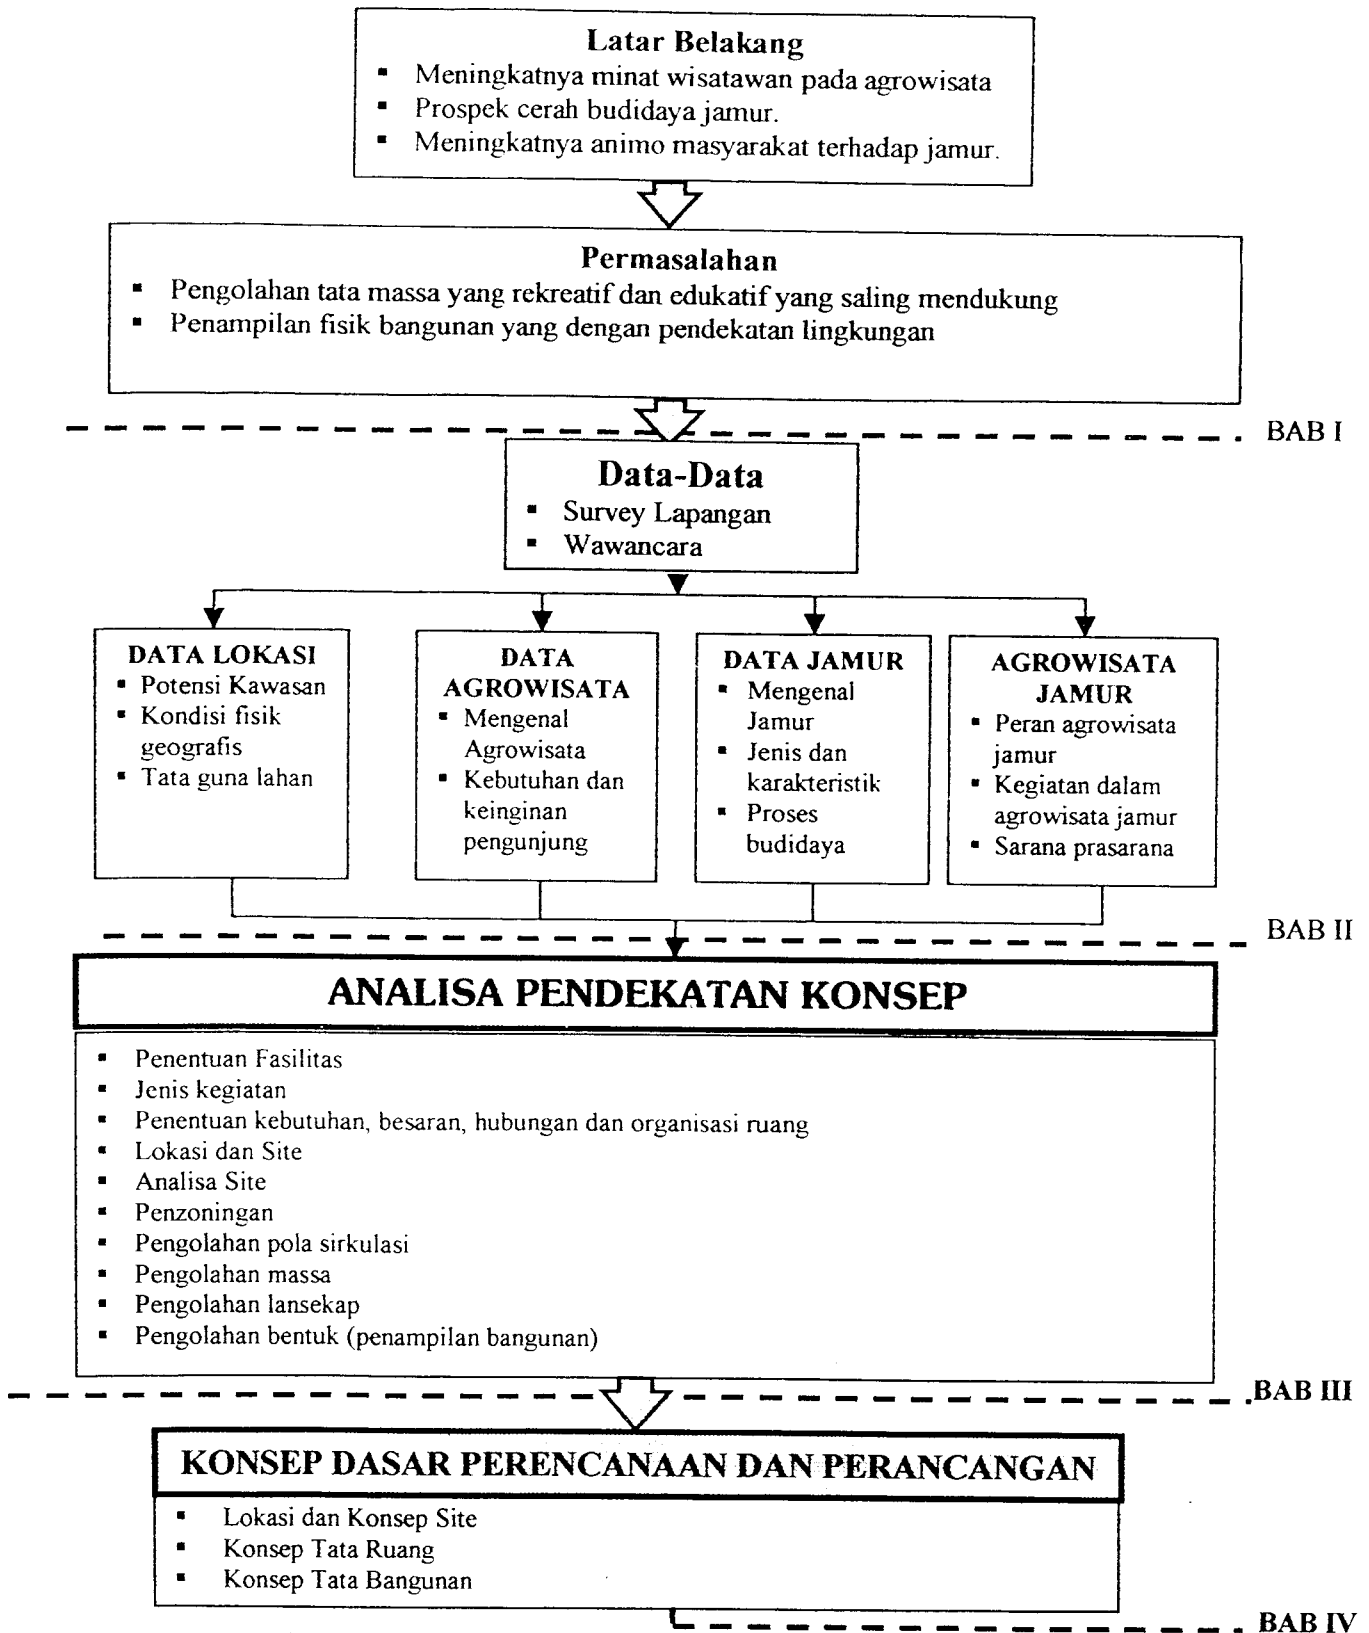 Latar Belakang
▪ Meningkatnya minat wisatawan pada agrowisata
▪ Prospek cerah budidaya jamur.
▪ Meningkatnya animo masyarakat terhadap jamur.
Permasalahan
▪ Pengolahan tata massa yang rekreatif dan edukatif yang saling mendukung
▪ Penampilan fisik bangunan yang dengan pendekatan lingkungan
BAB I
Data-Data
▪ Survey Lapangan
▪ Wawancara
DATA LOKASI
▪ Potensi Kawasan
▪ Kondisi fisik
geografis
▪ Tata guna lahan
DATA
AGROWISATA
▪ Mengenal
Agrowisata
▪ Kebutuhan dan
keinginan
pengunjung
DATA JAMUR
▪ Mengenal
Jamur
▪ Jenis dan
karakteristik
▪ Proses
budidaya
AGROWISATA
JAMUR
▪ Peran agrowisata
jamur
▪ Kegiatan dalam
agrowisata jamur
▪ Sarana prasarana
BAB II
ANALISA PENDEKATAN KONSEP
▪ Penentuan Fasilitas
▪ Jenis kegiatan
▪ Penentuan kebutuhan, besaran, hubungan dan organisasi ruang
▪ Lokasi dan Site
▪ Analisa Site
▪ Penzoningan
▪ Pengolahan pola sirkulasi
▪ Pengolahan massa
▪ Pengolahan lansekap
▪ Pengolahan bentuk (penampilan bangunan)
BAB III
KONSEP DASAR PERENCANAAN DAN PERANCANGAN
▪ Lokasi dan Konsep Site
▪ Konsep Tata Ruang
▪ Konsep Tata Bangunan
BAB IV